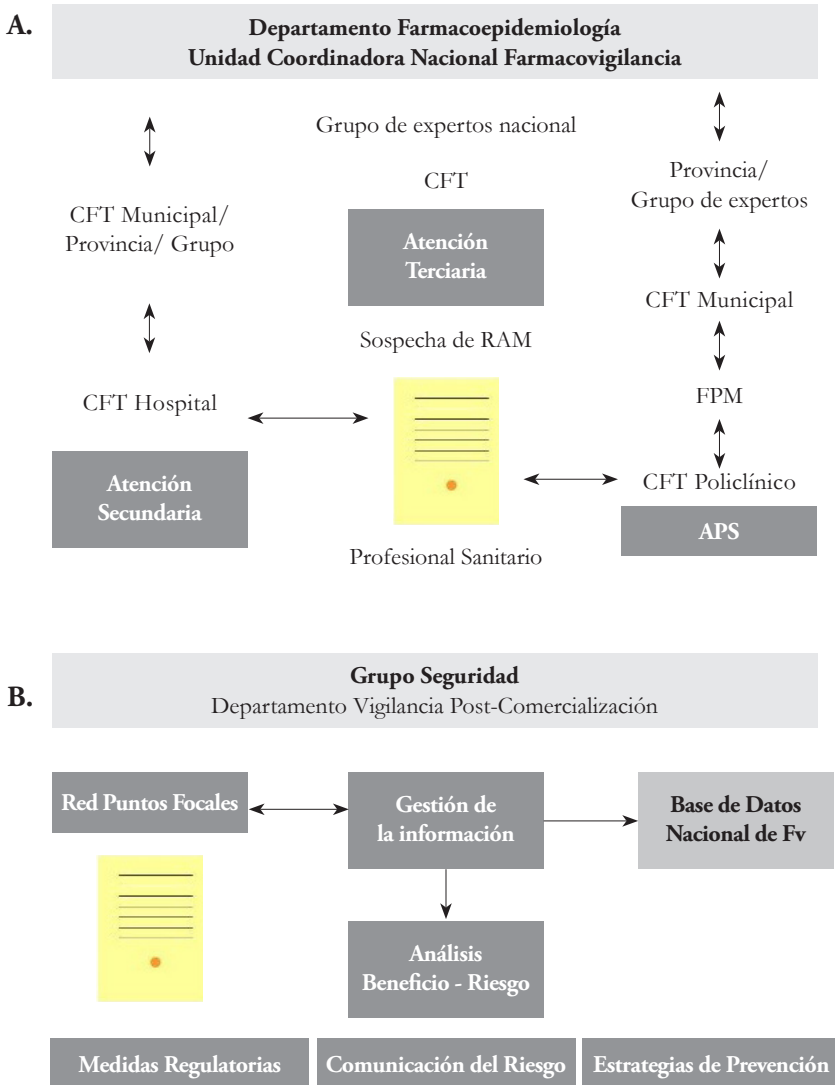 A.
Departamento Farmacoepidemiología
Unidad Coordinadora Nacional Farmacovigilancia
Grupo de expertos nacional
CFT
Atención
Terciaria
CFT Municipal/
Provincia/ Grupo
Provincia/
Grupo de expertos
CFT Municipal
Sospecha de RAM
CFT Hospital
FPM
Atención
Secundaria
CFT Policlínico
APS
Profesional Sanitario
B.
Grupo Seguridad
Departamento Vigilancia Post-Comercialización
Red Puntos Focales
Gestión de
la información
Base de Datos
Nacional de Fv
Análisis
Beneficio - Riesgo
Medidas Regulatorias
Comunicación del Riesgo
Estrategias de Prevención